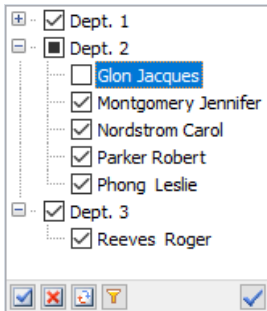 Dept. 1
Dept. 2
Glon Jacques
Montgomery Jennifer
Nordstrom Carol
Parker Robert
Phong Leslie
Dept. 3
Reeves Roger